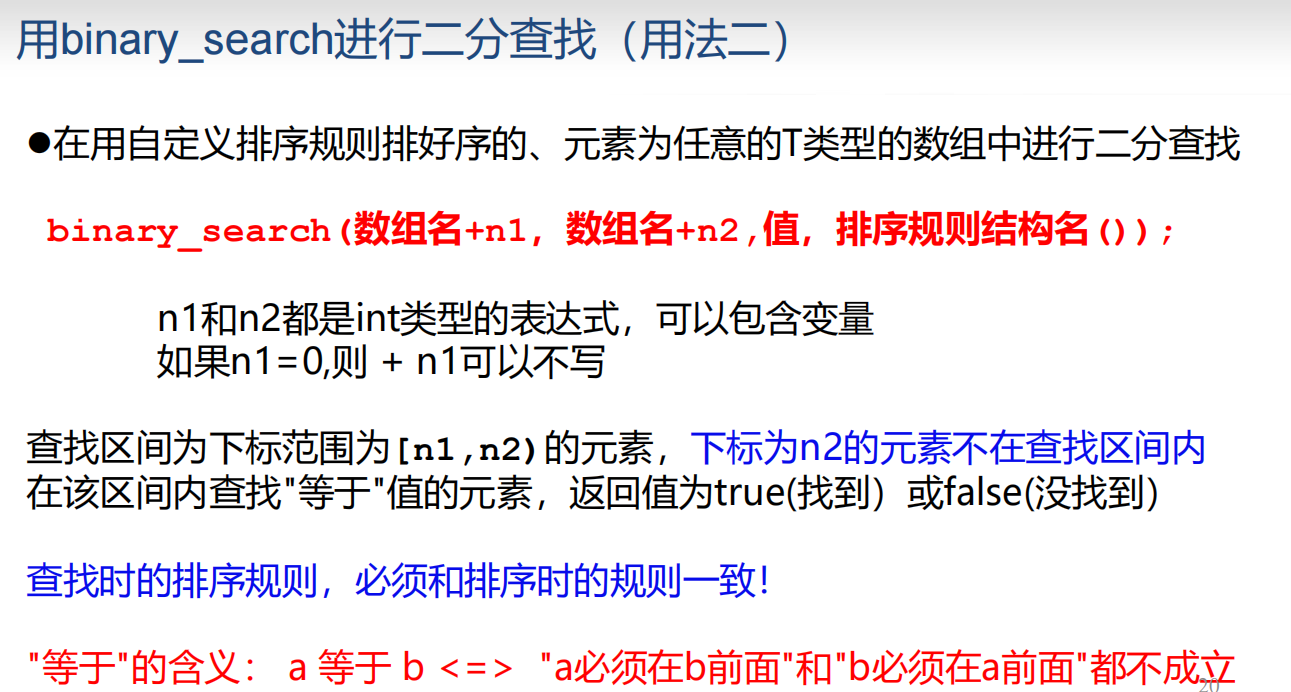 用binary_search进行二分查找（用法二）
●在用自定义排序规则排好序的、元素为任意的T类型的数组中进行二分查找
binary_search(数组名+n1, 数组名+n2,值, 排序规则结构名());
n1和n2都是int类型的表达式，可以包含变量
如果n1=0,则 + n1可以不写
查找区间为下标范围为[n1,n2)的元素，下标为n2的元素不在查找区间内
在该区间内查找"等于"值的元素，返回值为true(找到）或false(没找到）
查找时的排序规则，必须和排序时的规则一致！
"等于"的含义： a 等于 b <=> "a必须在b前面"和"b必须在a前面"都不成立
20